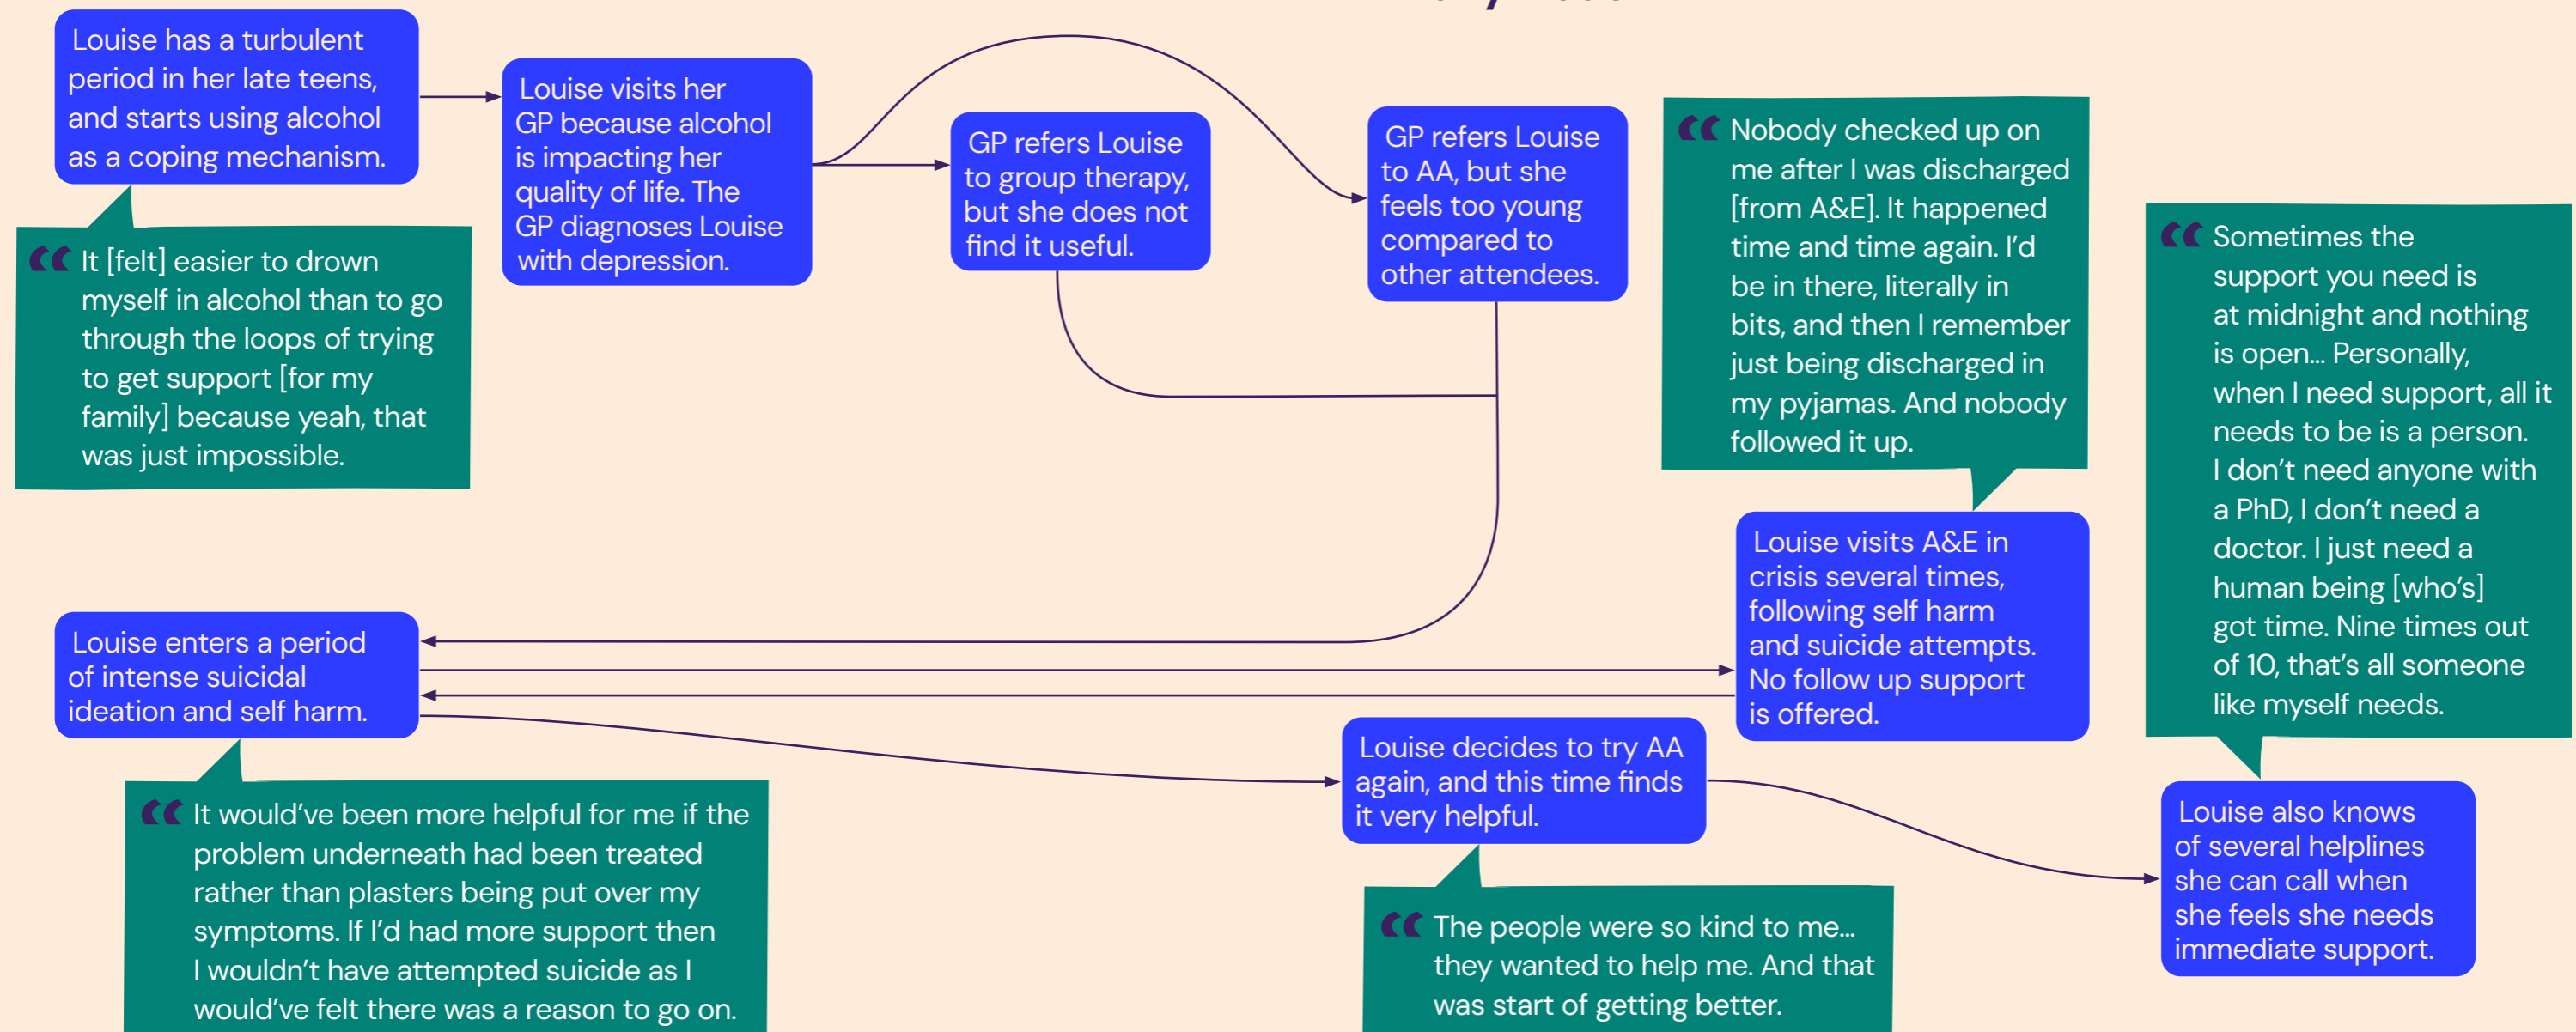 Louise has a turbulent
period in her late teens,
and starts using alcohol
as a coping mechanism.
It [felt] easier to drown
myself in alcohol than to go
through the loops of trying
to get support [for my
family] because yeah, that
was just impossible.
Louise visits her
GP because alcohol
is impacting her
quality of life. The
GP diagnoses Louise
with depression.
GP refers Louise
to group therapy,
but she does not
find it useful.
GP refers Louise
to AA, but she
feels too young
compared to
other attendees.
Louise enters a period
of intense suicidal
ideation and self harm.
It would’ve been more helpful for me if the
problem underneath had been treated
rather than plasters being put over my
symptoms. If I’d had more support then
I wouldn’t have attempted suicide as I
would’ve felt there was a reason to go on.
“ Nobody checked up on
me after I was discharged
[from A&E]. It happened
time and time again. I’d
be in there, literally in
bits, and then I remember
just being discharged in
my pyjamas. And nobody
followed it up.
Louise visits A&E in
crisis several times,
following self harm
and suicide attempts.
No follow up support
is offered.
Louise decides to try AA
again, and this time finds
it very helpful.
“ The people were so kind to me...
they wanted to help me. And that
was start of getting better.
“ Sometimes the
support you need is
at midnight and nothing
is open... Personally,
when I need support, all it
needs to be is a person.
I don’t need anyone with
a PhD, I don’t need a
doctor. I just need a
human being [who’s]
got time. Nine times out
of 10, that’s all someone
like myself needs.
Louise also knows
of several helplines
she can call when
she feels she needs
immediate support.